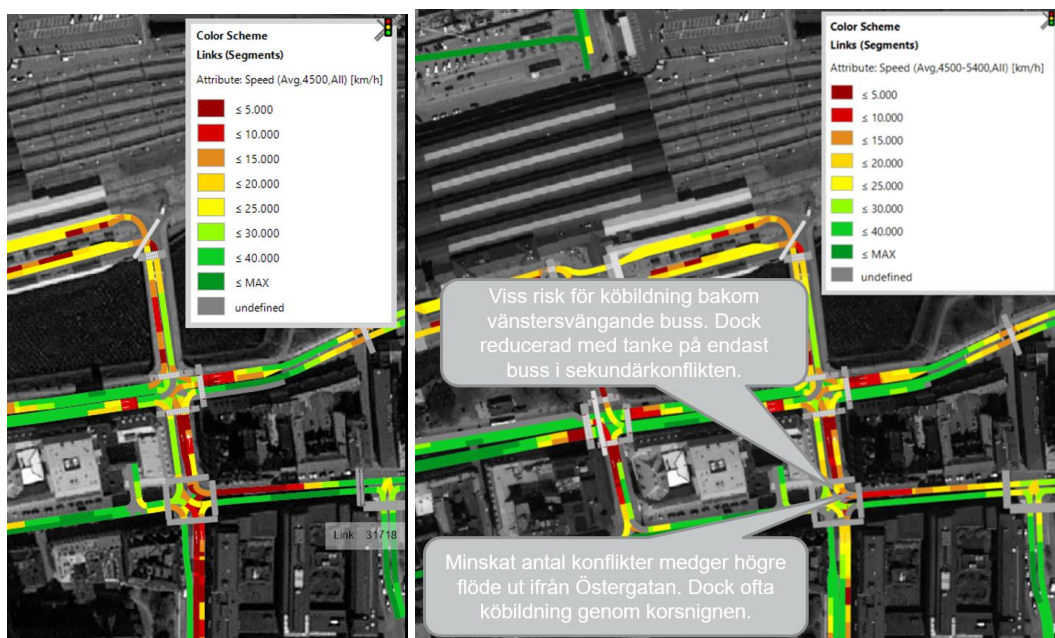 Color Scheme
Links (Segments)
Attribute: Speed (Avg,4500,All) [km/h]
≤ 5.000
≤ 10.000
≤ 15.000
≤ 20.000
≤ 25.000
≤ 30.000
≤ 40.000
≤ MAX
undefined
Link: 31718
Color Scheme
Links (Segments)
Attribute: Speed (Avg,4500-5400,All) [km/h]
≤ 5.000
≤ 10.000
≤ 15.000
≤ 20.000
≤ 25.000
≤ 30.000
≤ 40.000
≤ MAX
undefined
Viss risk för köbildning bakom
vänstersvängande buss. Dock
reducerad med tanke på endast
buss i sekundärkonflikten.
Minskat antal konflikter medger högre
flöde ut ifrån Östergatan. Dock ofta
köbildning genom korsnignen.